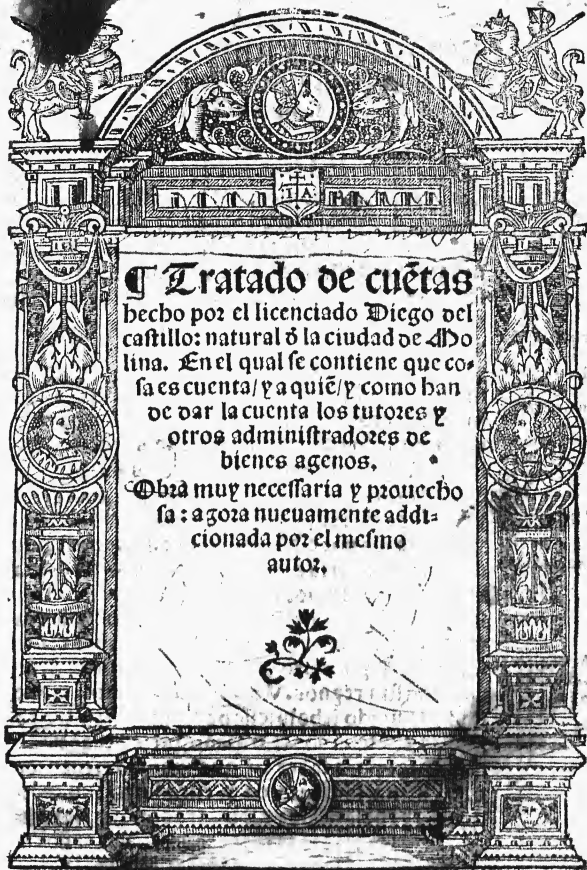 I A
¶ Tratado de cuẽtas
hecho por el licenciado Diego del
castillo: natural d̃ la ciudad de Mo
lina. En el qual se contiene que co-
sa es cuenta/ y a quiẽ/ y como han
de dar la cuenta los tutores y
otros administradores de
bienes agenos.
Obra muy necessaria y prouecho
sa: agora nueuamente addi-
cionada por el mesmo
autor.